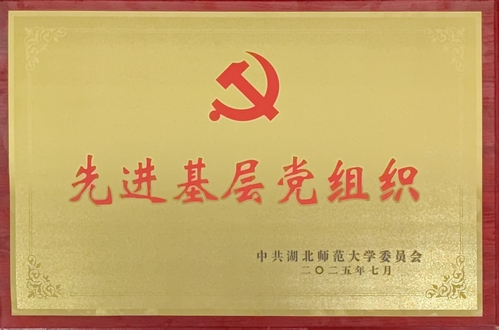 先进基层党组织
中共湖北师范大学委员会
二〇二五年七月